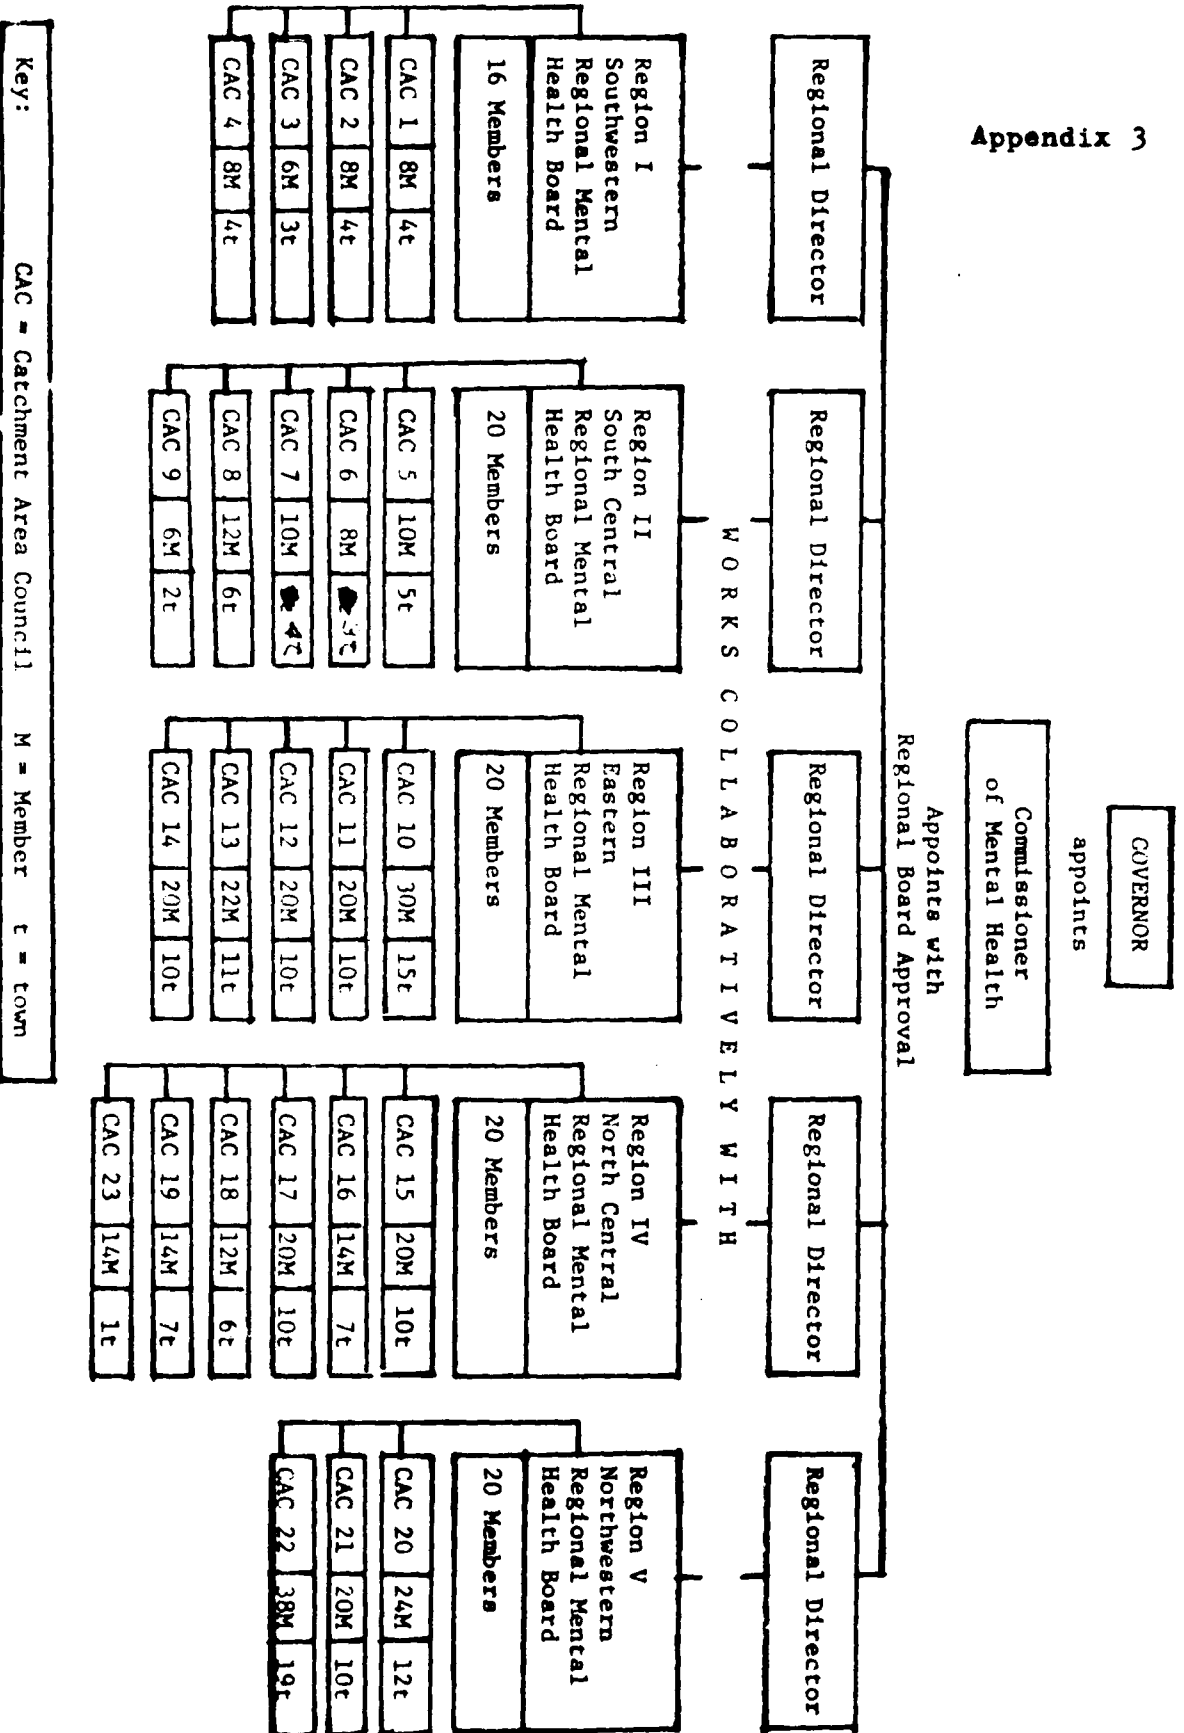 Appendix 3
GOVERNOR
appoints
Commissioner
of Mental Health
Appoints with
Regional Board Approval
Regional Director
Regional Director
Regional Director
Regional Director
Regional Director
WORKS COLLABORATIVELY WITH
Region I
Southwestern
Regional Mental
Health Board
16 Members
CAC 1 8M 4t
CAC 2 8M 4t
CAC 3 6M 3t
CAC 4 8M 4t
Region II
South Central
Regional Mental
Health Board
20 Members
CAC 5 10M 5t
CAC 6 8M 3t
CAC 7 10M 4t
CAC 8 12M 6t
CAC 9 6M 2t
Region III
Eastern
Regional Mental
Health Board
20 Members
CAC 10 30M 15t
CAC 11 20M 10t
CAC 12 20M 10t
CAC 13 22M 11t
CAC 14 20M 10t
Region IV
North Central
Regional Mental
Health Board
20 Members
CAC 15 20M 10t
CAC 16 14M 7t
CAC 17 20M 10t
CAC 18 12M 6t
CAC 19 14M 7t
CAC 23 14M 1t
Region V
Northwestern
Regional Mental
Health Board
20 Members
CAC 20 24M 12t
CAC 21 20M 10t
CAC 22 38M 19t
Key: CAC = Catchment Area Council M = Member t = town